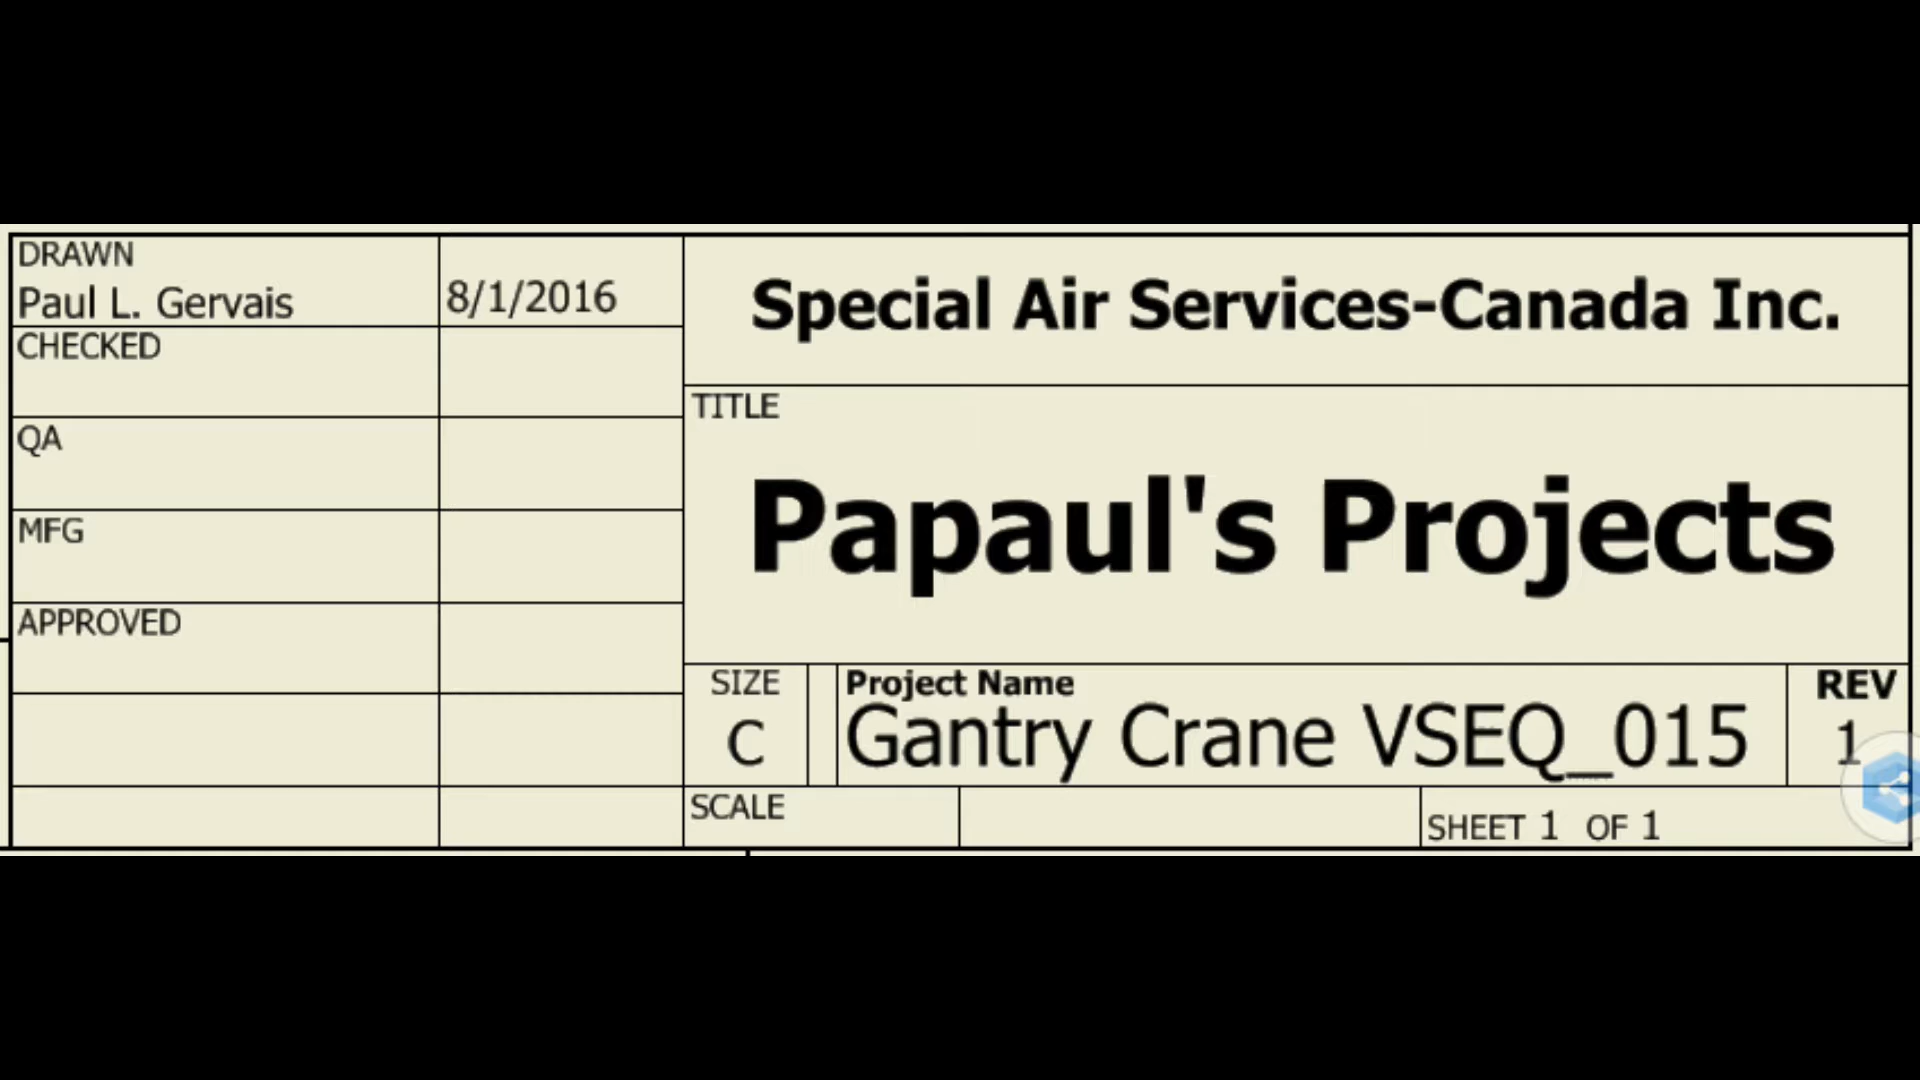 DRAWN
Paul L. Gervais
8/1/2016
CHECKED
QA
MFG
APPROVED
Special Air Services-Canada Inc.
TITLE
Papaul's Projects
SIZE
C
Project Name
Gantry Crane VSEQ_015
REV
1
SCALE
SHEET 1 OF 1